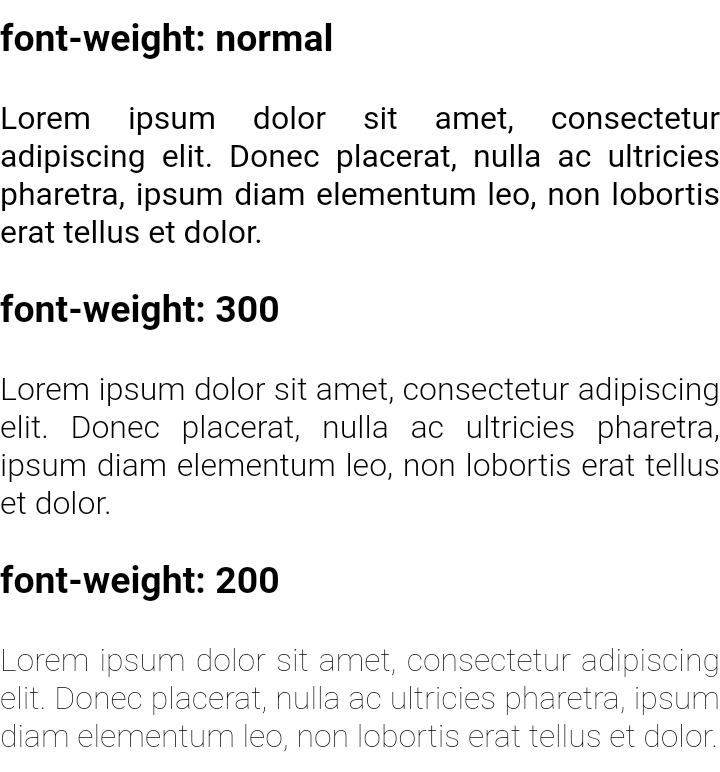 font-weight: normal
Lorem ipsum dolor sit amet, consectetur
adipiscing elit. Donec placerat, nulla ac ultricies
pharetra, ipsum diam elementum leo, non lobortis
erat tellus et dolor.
font-weight: 300
Lorem ipsum dolor sit amet, consectetur adipiscing
elit. Donec placerat, nulla ac ultricies pharetra,
ipsum diam elementum leo, non lobortis erat tellus
et dolor.
font-weight: 200
Lorem ipsum dolor sit amet, consectetur adipiscing
elit. Donec placerat, nulla ac ultricies pharetra, ipsum
diam elementum leo, non lobortis erat tellus et dolor.